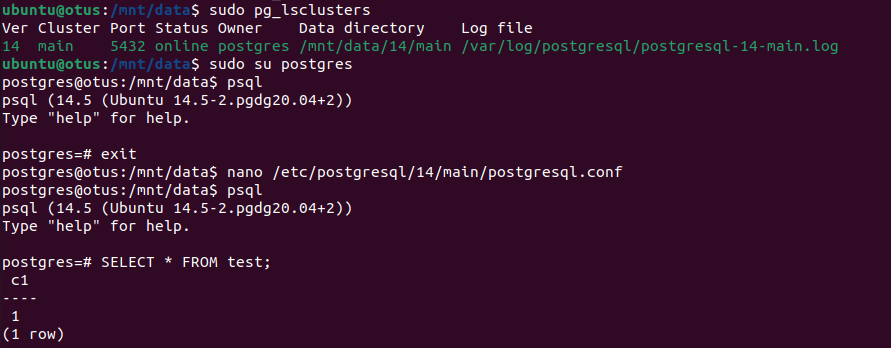 ubuntu@otus:/mnt/data$ sudo pg_lsclusters
Ver Cluster Port Status Owner    Data directory    Log file
14  main    5432 online postgres /mnt/data/14/main /var/log/postgresql/postgresql-14-main.log
ubuntu@otus:/mnt/data$ sudo su postgres
postgres@otus:/mnt/data$ psql
psql (14.5 (Ubuntu 14.5-2.pgdg20.04+2))
Type "help" for help.

postgres=# exit
postgres@otus:/mnt/data$ nano /etc/postgresql/14/main/postgresql.conf
postgres@otus:/mnt/data$ psql
psql (14.5 (Ubuntu 14.5-2.pgdg20.04+2))
Type "help" for help.

postgres=# SELECT * FROM test;
 c1
----
 1
(1 row)